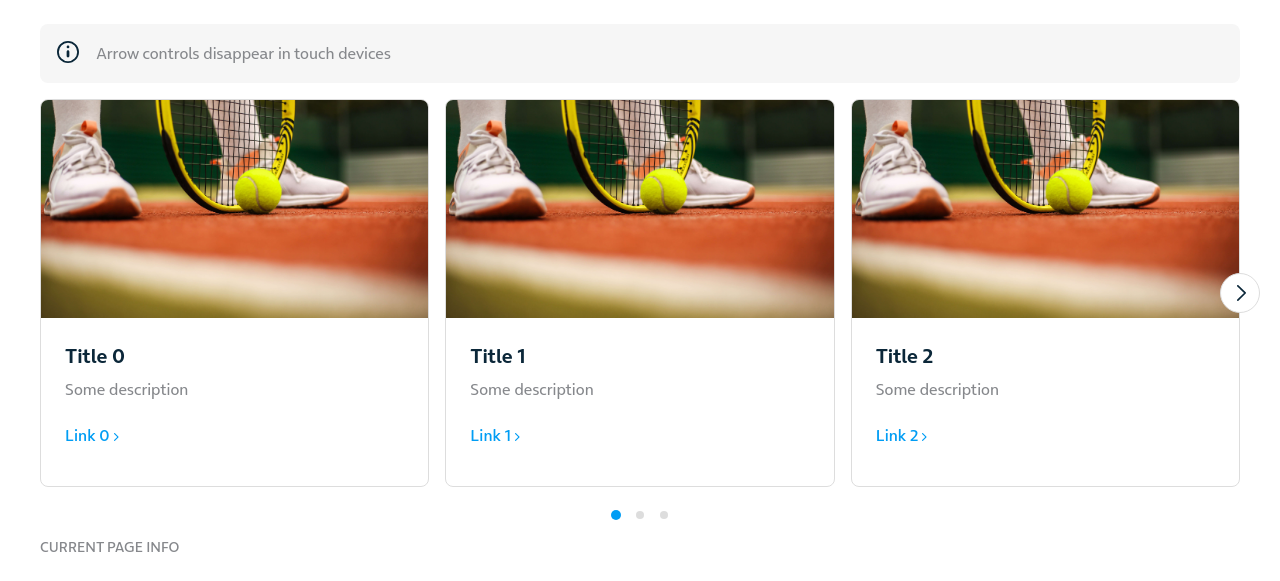 Arrow controls disappear in touch devices
Title 0
Some description
Link 0
Title 1
Some description
Link 1
Title 2
Some description
Link 2
CURRENT PAGE INFO